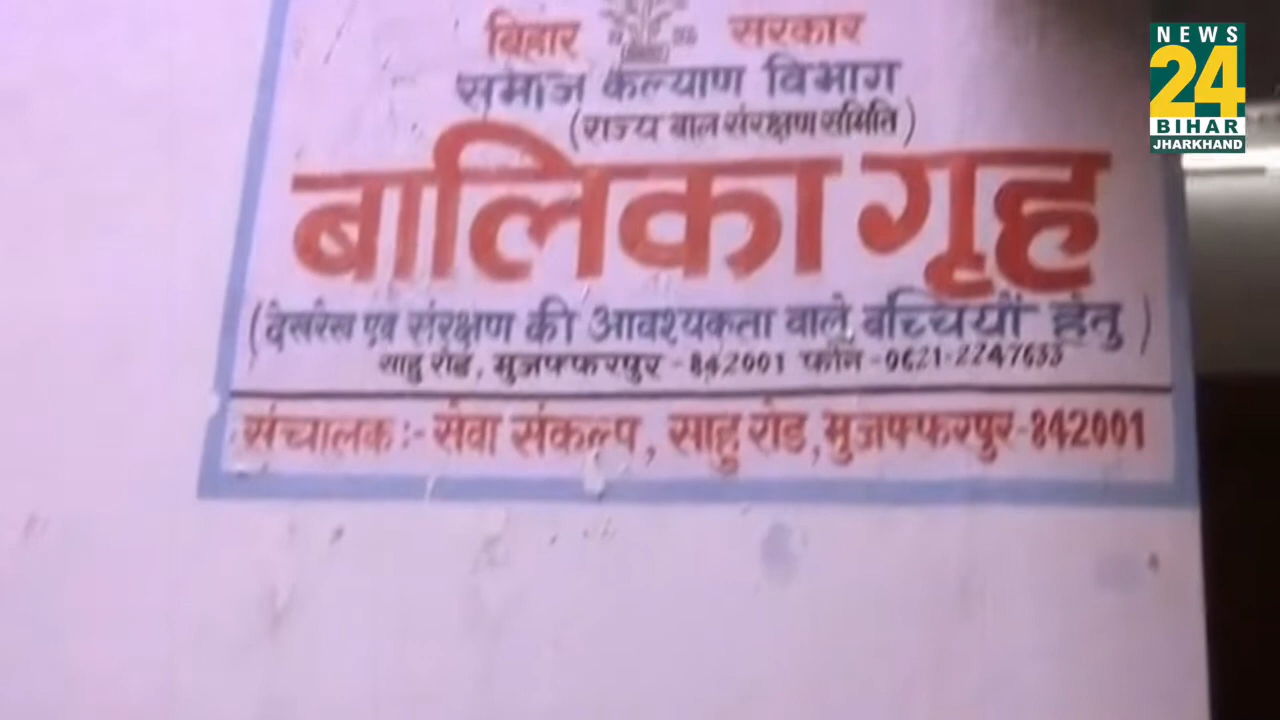 बिहार सरकार
समाज कल्याण विभाग
(राज्य बाल संरक्षण समिति)
बालिका गृह
(देखरेख एवं संरक्षण की आवश्यकता वाले बच्चियों हेतु)
साहु रोड, मुजफ्फरपुर - 842001 फोन - 0621-2247633
संचालक :- सेवा संकल्प, साहु रोड, मुजफ्फरपुर-842001
NEWS
24
BIHAR
JHARKHAND